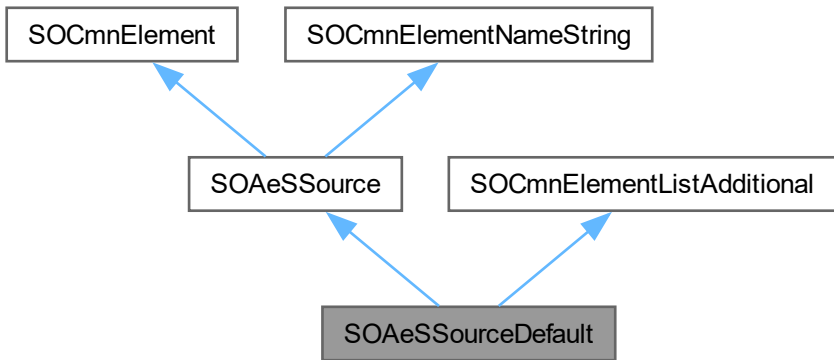 SOCmnElement
SOCmnElementNameString
SOAeSSource
SOCmnElementListAdditional
SOAeSSourceDefault